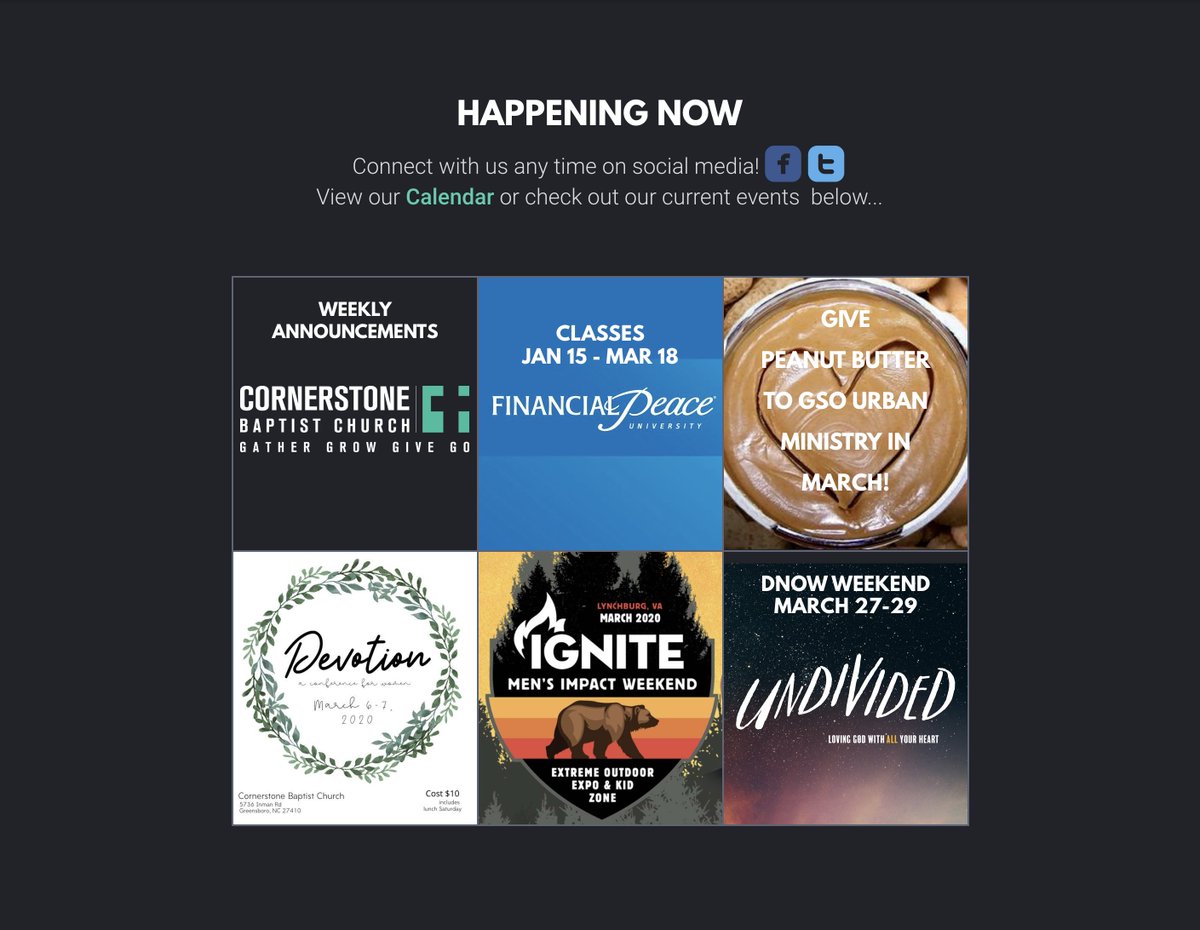 HAPPENING NOW
Connect with us any time on social media!
View our Calendar or check out our current events below...
WEEKLY
ANNOUNCEMENTS
CORNERSTONE
BAPTIST CHURCH
GATHER GROW GIVE GO
CLASSES
JAN 15 - MAR 18
FINANCIAL Peace
UNIVERSITY
GIVE
PEANUT BUTTER
TO GSO URBAN
MINISTRY IN
MARCH!
Devotion
a conference for women
March 6-7,
2020
Cornerstone Baptist Church
5736 Inman Rd
Greensboro, NC 27410
Cost $10
includes
lunch Saturday
LYNCHBURG, VA
MARCH 2020
IGNITE
MEN'S IMPACT WEEKEND
EXTREME OUTDOOR
EXPO & KID
ZONE
DNOW WEEKEND
MARCH 27-29
UNDIVIDED
LOVING GOD WITH ALL YOUR HEART